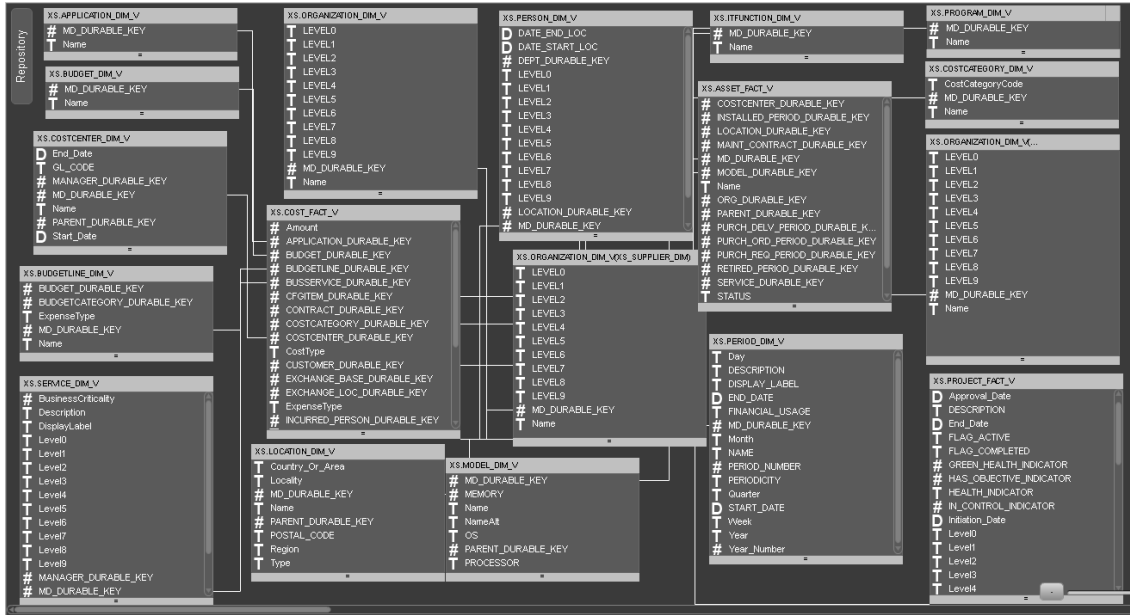 Repository
XS.APPLICATION_DIM_V
# MD_DURABLE_KEY
T Name
XS.BUDGET_DIM_V
# MD_DURABLE_KEY
T Name
XS.COSTCENTER_DIM_V
D End_Date
T GL_CODE
# MANAGER_DURABLE_KEY
# MD_DURABLE_KEY
T Name
# PARENT_DURABLE_KEY
D Start_Date
XS.BUDGETLINE_DIM_V
# BUDGET_DURABLE_KEY
# BUDGETCATEGORY_DURABLE_KEY
T ExpenseType
# MD_DURABLE_KEY
T Name
XS.SERVICE_DIM_V
# BusinessCriticality
T Description
T DisplayLabel
T Level0
T Level1
T Level2
T Level3
T Level4
T Level5
T Level6
T Level7
T Level8
T Level9
# MANAGER_DURABLE_KEY
# MD_DURABLE_KEY
XS.ORGANIZATION_DIM_V
T LEVEL0
T LEVEL1
T LEVEL2
T LEVEL3
T LEVEL4
T LEVEL5
T LEVEL6
T LEVEL7
T LEVEL8
T LEVEL9
# MD_DURABLE_KEY
T Name
XS.COST_FACT_V
# Amount
# APPLICATION_DURABLE_KEY
# BUDGET_DURABLE_KEY
# BUDGETLINE_DURABLE_KEY
# BUSSERVICE_DURABLE_KEY
# CFGITEM_DURABLE_KEY
# CONTRACT_DURABLE_KEY
# COSTCATEGORY_DURABLE_KEY
# COSTCENTER_DURABLE_KEY
T CostType
# CUSTOMER_DURABLE_KEY
# EXCHANGE_BASE_DURABLE_KEY
# EXCHANGE_LOC_DURABLE_KEY
T ExpenseType
# INCURRED_PERSON_DURABLE_KEY
XS.LOCATION_DIM_V
T Country_Or_Area
T Locality
# MD_DURABLE_KEY
T Name
# PARENT_DURABLE_KEY
T POSTAL_CODE
T Region
T Type
XS.MODEL_DIM_V
# MD_DURABLE_KEY
# MEMORY
T Name
T NameAlt
T OS
# PARENT_DURABLE_KEY
T PROCESSOR
XS.PERSON_DIM_V
D DATE_END_LOC
D DATE_START_LOC
# DEPT_DURABLE_KEY
T LEVEL0
T LEVEL1
T LEVEL2
T LEVEL3
T LEVEL4
T LEVEL5
T LEVEL6
T LEVEL7
T LEVEL8
T LEVEL9
# LOCATION_DURABLE_KEY
# MD_DURABLE_KEY
XS.ORGANIZATION_DIM_V(XS_SUPPLIER_DIM)
T LEVEL0
T LEVEL1
T LEVEL2
T LEVEL3
T LEVEL4
T LEVEL5
T LEVEL6
T LEVEL7
T LEVEL8
T LEVEL9
# MD_DURABLE_KEY
T Name
XS.ITFUNCTION_DIM_V
# MD_DURABLE_KEY
T Name
XS.ASSET_FACT_V
# COSTCENTER_DURABLE_KEY
# INSTALLED_PERIOD_DURABLE_KEY
# LOCATION_DURABLE_KEY
# MAINT_CONTRACT_DURABLE_KEY
# MD_DURABLE_KEY
# MODEL_DURABLE_KEY
T Name
# ORG_DURABLE_KEY
# PARENT_DURABLE_KEY
# PURCH_DELV_PERIOD_DURABLE_K...
# PURCH_ORD_PERIOD_DURABLE_KEY
# PURCH_REQ_PERIOD_DURABLE_KEY
# RETIRED_PERIOD_DURABLE_KEY
# SERVICE_DURABLE_KEY
T STATUS
XS.PERIOD_DIM_V
T Day
T DESCRIPTION
T DISPLAY_LABEL
D END_DATE
T FINANCIAL_USAGE
# MD_DURABLE_KEY
T Month
T NAME
# PERIOD_NUMBER
T PERIODICITY
T Quarter
D START_DATE
T Week
T Year
# Year_Number
XS.PROGRAM_DIM_V
# MD_DURABLE_KEY
T Name
XS.COSTCATEGORY_DIM_V
T CostCategoryCode
# MD_DURABLE_KEY
T Name
XS.ORGANIZATION_DIM_V(...
T LEVEL0
T LEVEL1
T LEVEL2
T LEVEL3
T LEVEL4
T LEVEL5
T LEVEL6
T LEVEL7
T LEVEL8
T LEVEL9
# MD_DURABLE_KEY
T Name
XS.PROJECT_FACT_V
D Approval_Date
T DESCRIPTION
D End_Date
T FLAG_ACTIVE
T FLAG_COMPLETED
# GREEN_HEALTH_INDICATOR
# HAS_OBJECTIVE_INDICATOR
T HEALTH_INDICATOR
# IN_CONTROL_INDICATOR
D Initiation_Date
T Level0
T Level1
T Level2
T Level3
T Level4